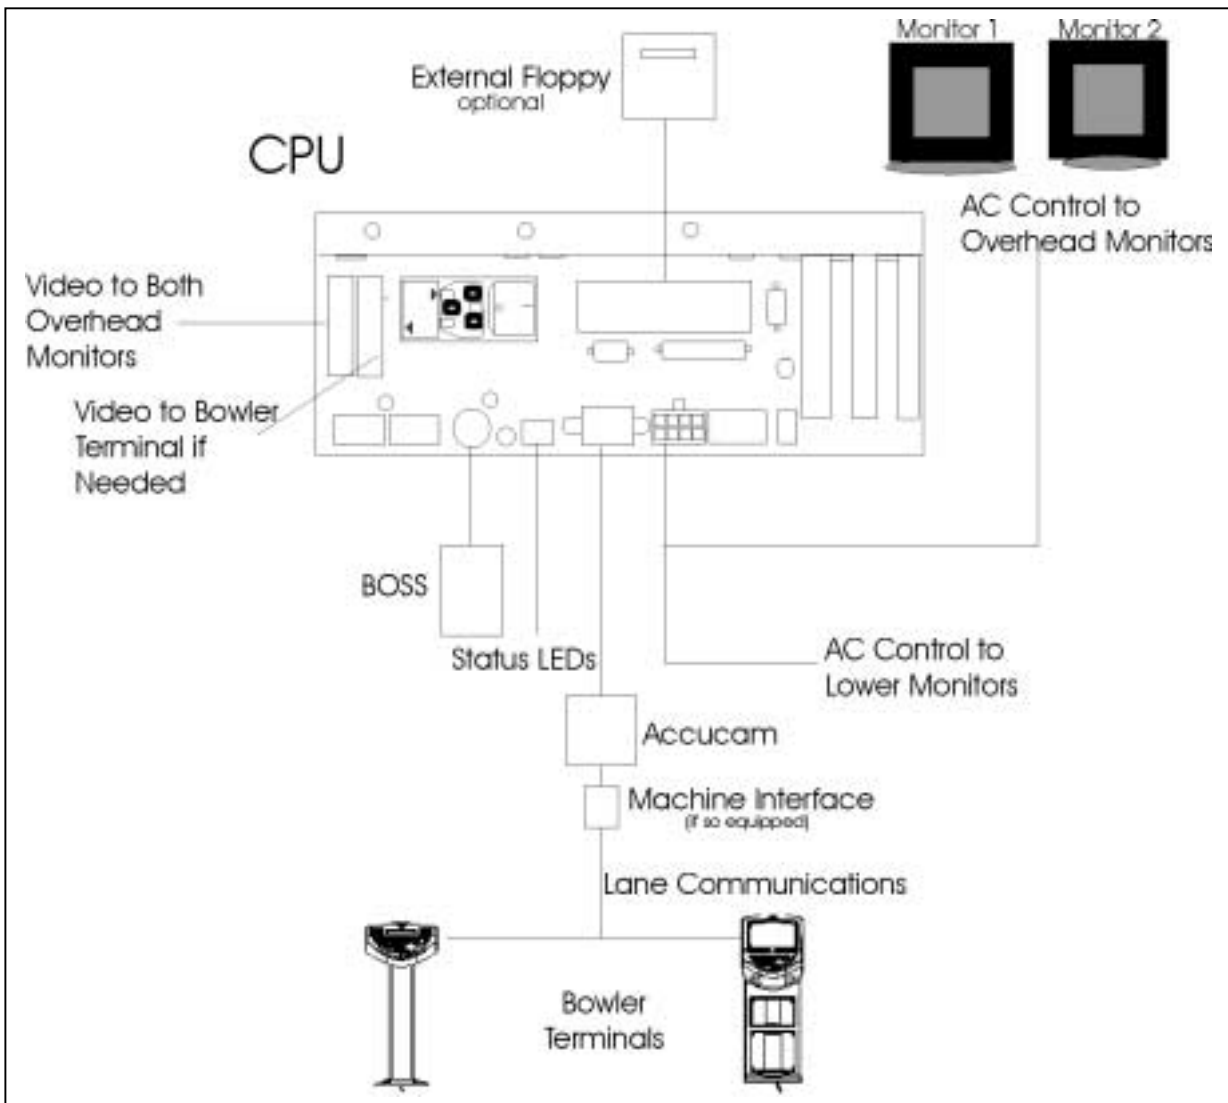 Monitor 1
Monitor 2
External Floppy
optional
CPU
AC Control to
Overhead Monitors
Video to Both
Overhead
Monitors
Video to Bowler
Terminal if
Needed
BOSS
Status LEDs
AC Control to
Lower Monitors
Accucam
Machine Interface
(if so equipped)
Lane Communications
Bowler
Terminals